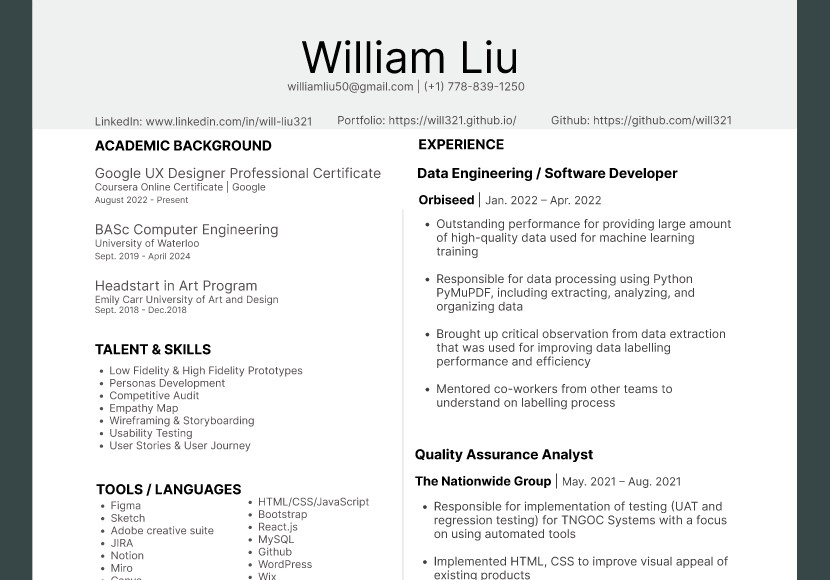 William Liu
williamliu50@gmail.com | (+1) 778-839-1250
LinkedIn: www.linkedin.com/in/will-liu321
Portfolio: https://will321.github.io/
Github: https://github.com/will321
ACADEMIC BACKGROUND
Google UX Designer Professional Certificate
Coursera Online Certificate | Google
August 2022 - Present
BASc Computer Engineering
University of Waterloo
Sept. 2019 - April 2024
Headstart in Art Program
Emily Carr University of Art and Design
Sept. 2018 - Dec.2018
TALENT & SKILLS
• Low Fidelity & High Fidelity Prototypes
• Personas Development
• Competitive Audit
• Empathy Map
• Wireframing & Storyboarding
• Usability Testing
• User Stories & User Journey
TOOLS / LANGUAGES
• Figma
• Sketch
• Adobe creative suite
• JIRA
• Notion
• Miro
• HTML/CSS/JavaScript
• Bootstrap
• React.js
• MySQL
• Github
• WordPress
• Wix
EXPERIENCE
Data Engineering / Software Developer
Orbiseed | Jan. 2022 – Apr. 2022
• Outstanding performance for providing large amount
of high-quality data used for machine learning
training
• Responsible for data processing using Python
PyMuPDF, including extracting, analyzing, and
organizing data
• Brought up critical observation from data extraction
that was used for improving data labelling
performance and efficiency
• Mentored co-workers from other teams to
understand on labelling process
Quality Assurance Analyst
The Nationwide Group | May. 2021 – Aug. 2021
• Responsible for implementation of testing (UAT and
regression testing) for TNGOC Systems with a focus
on using automated tools
• Implemented HTML, CSS to improve visual appeal of
existing products